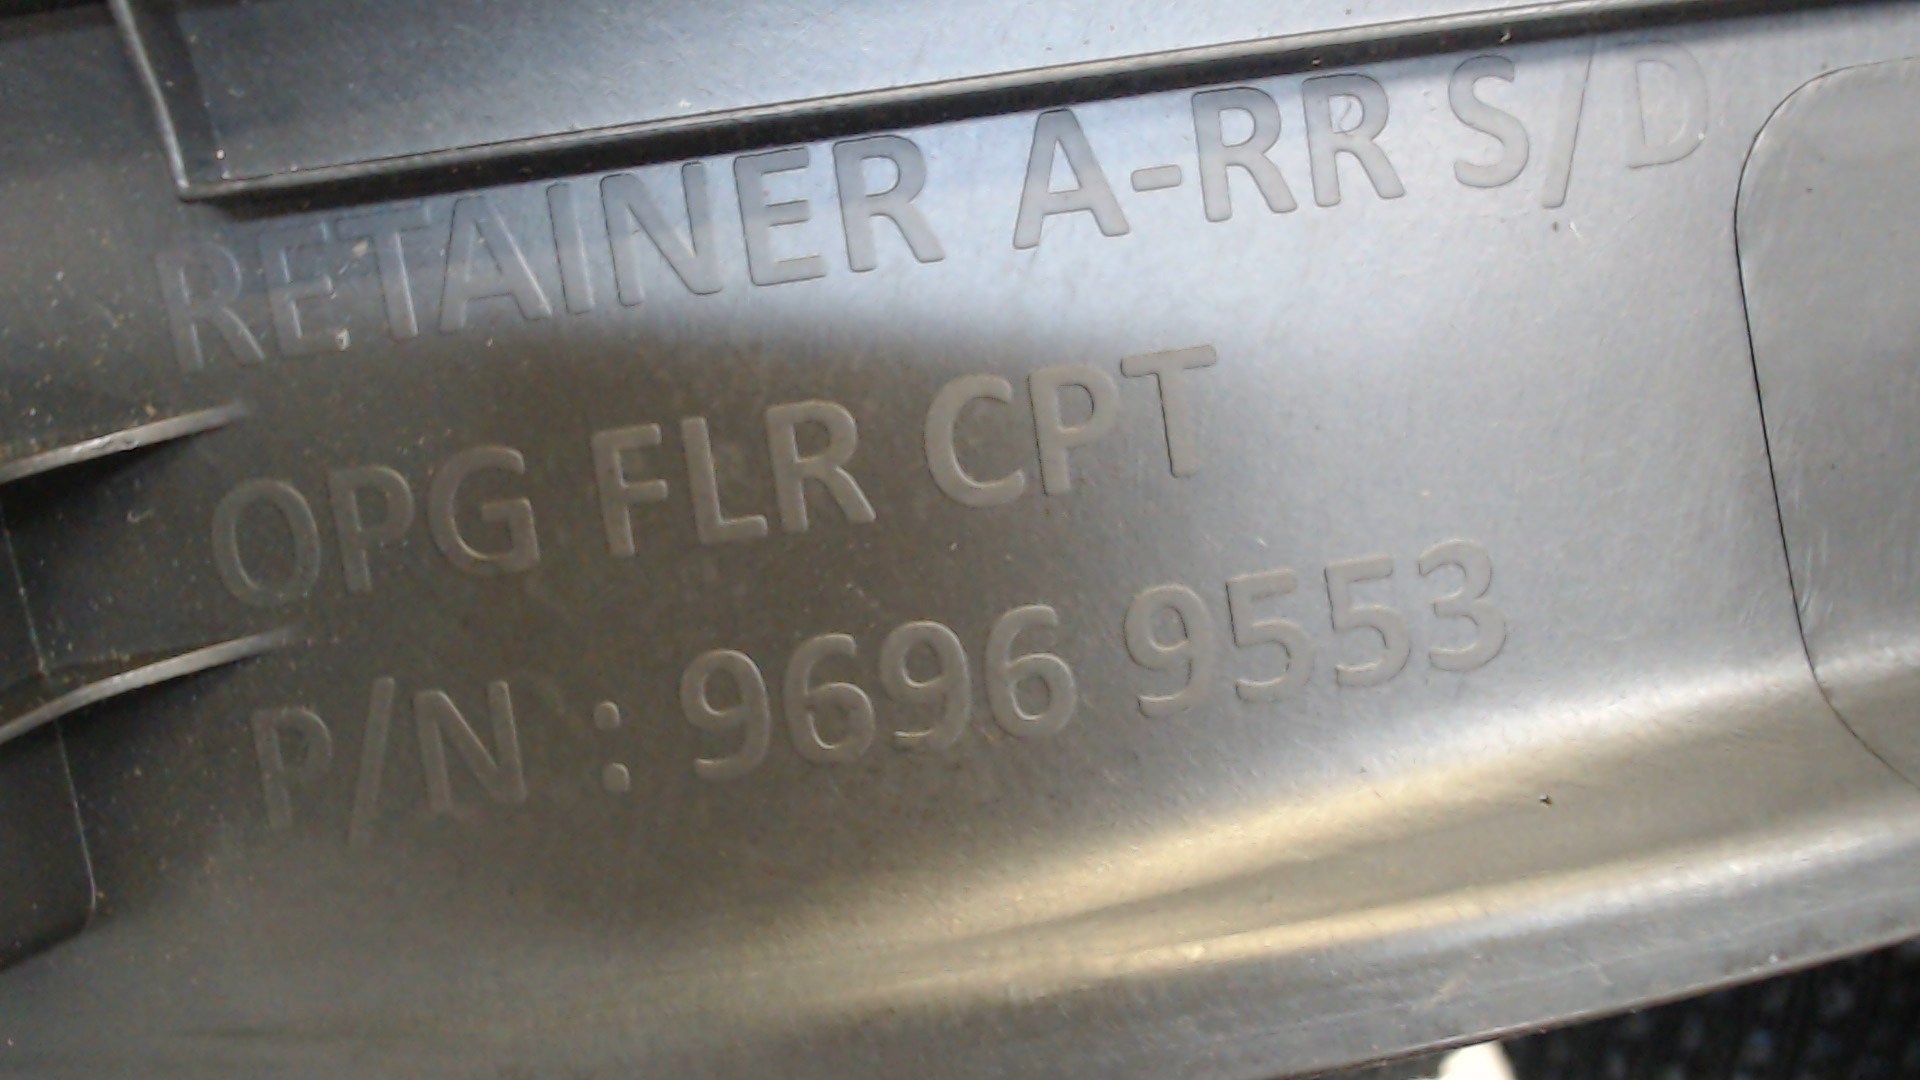 RETAINER A-RR S/D
OPG FLR CPT
P/N : 9696 9553